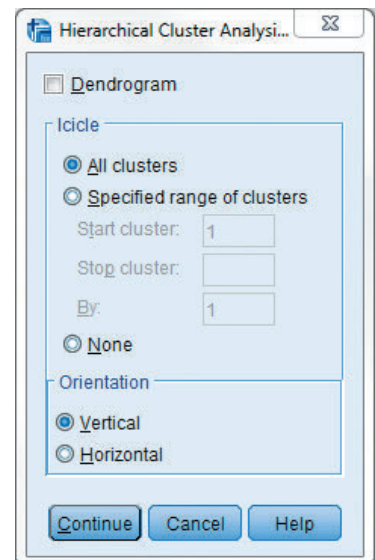 Hierarchical Cluster Analysi...
Dendrogram
Icicle
All clusters
Specified range of clusters
Start cluster: 1
Stop cluster:
By: 1
None
Orientation
Vertical
Horizontal
Continue Cancel Help